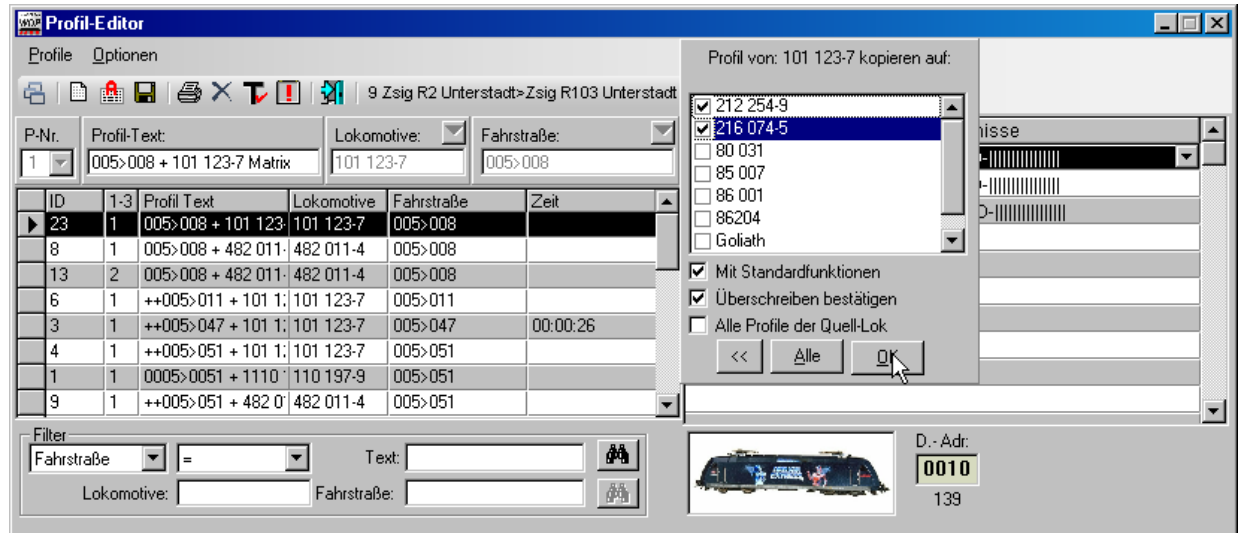 WDP Profil-Editor
Profile Optionen
9 Zsig R2 Unterstadt>Zsig R103 Unterstadt
P-Nr. Profil-Text: Lokomotive: Fahrstraße:
1 005>008 + 101 123-7 Matrix 101 123-7 005>008
ID 1-3 Profil Text Lokomotive Fahrstraße Zeit
23 1 005>008 + 101 123- 101 123-7 005>008
8 1 005>008 + 482 011- 482 011-4 005>008
13 2 005>008 + 482 011- 482 011-4 005>008
6 1 ++005>011 + 101 1 101 123-7 005>011
3 1 ++005>047 + 101 1 101 123-7 005>047 00:00:26
4 1 ++005>051 + 101 1 101 123-7 005>051
1 1 0005>0051 + 1110 110 197-9 005>051
9 1 ++005>051 + 482 0 482 011-4 005>051
Profil von: 101 123-7 kopieren auf:
212 254-9
216 074-5
80 031
85 007
86 001
86204
Goliath
Mit Standardfunktionen
Überschreiben bestätigen
Alle Profile der Quell-Lok
<< Alle OK
nisse
Filter
Fahrstraße = Text:
Lokomotive: Fahrstraße:
D.- Adr:
0010
139